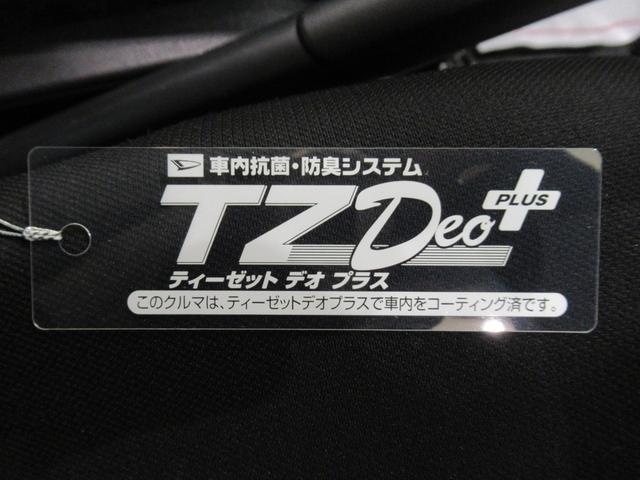 車内抗菌・防臭システム
TZDeo PLUS
ティーゼット デオ プラス
このクルマは、ティーゼットデオプラスで車内をコーティング済です。